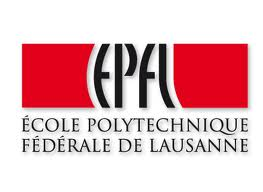 EPFL
ÉCOLE POLYTECHNIQUE
FÉDÉRALE DE LAUSANNE